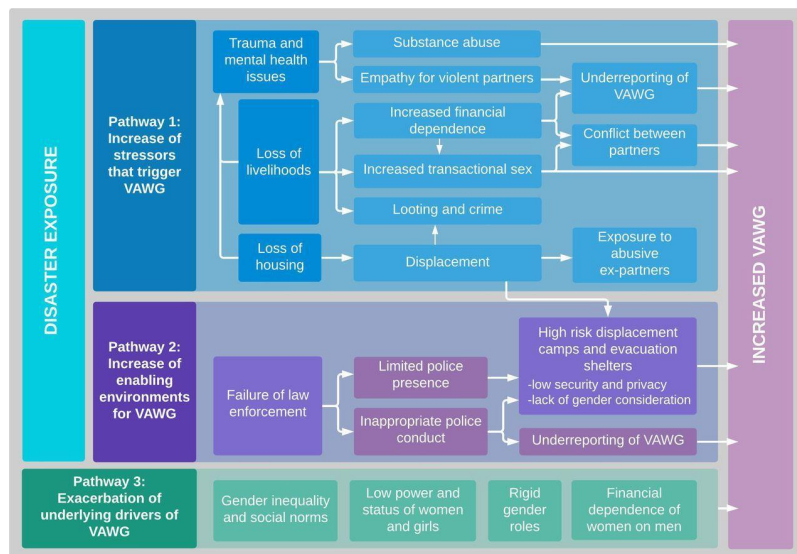 DISASTER EXPOSURE
Pathway 1:
Increase of
stressors
that trigger
VAWG
Trauma and
mental health
issues
Substance abuse
Empathy for violent partners
Underreporting of
VAWG
Loss of
livelihoods
Increased financial
dependence
Conflict between
partners
Increased transactional sex
Looting and crime
Loss of
housing
Displacement
Exposure to
abusive
ex-partners
Pathway 2:
Increase of
enabling
environments
for VAWG
Failure of law
enforcement
Limited police
presence
Inappropriate police
conduct
High risk displacement
camps and evacuation
shelters
-low security and privacy
-lack of gender consideration
Underreporting of VAWG
Pathway 3:
Exacerbation of
underlying drivers of
VAWG
Gender inequality
and social norms
Low power and
status of women
and girls
Rigid
gender
roles
Financial
dependence of
women on men
INCREASED VAWG